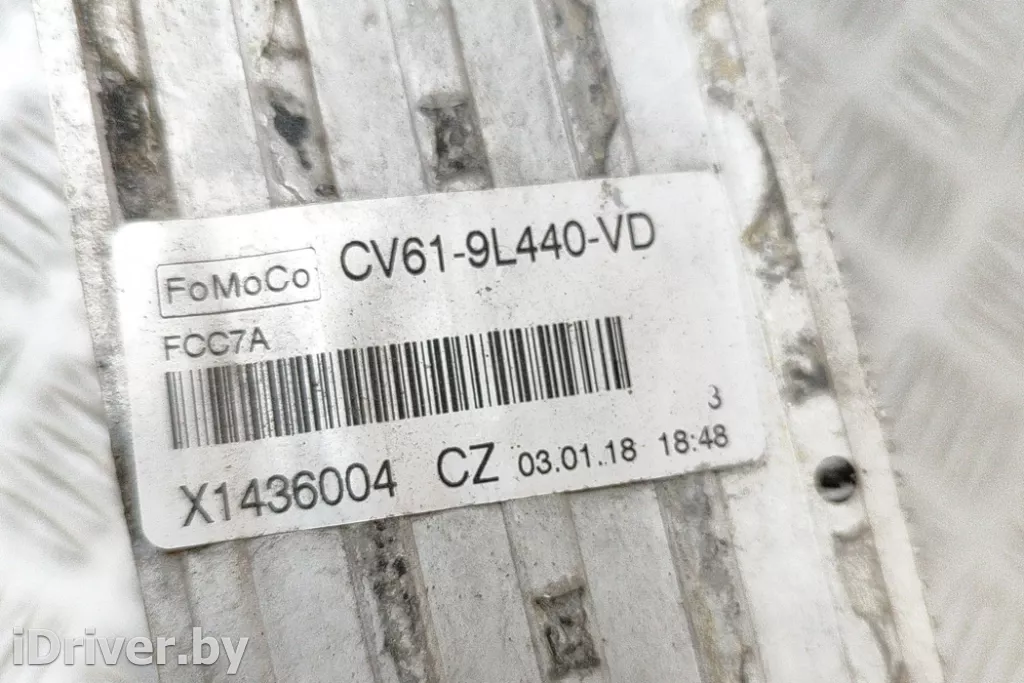 FoMoCo CV61-9L440-VD
FCC7A
3
X1436004 CZ 03.01.18 18:48
iDriver.by